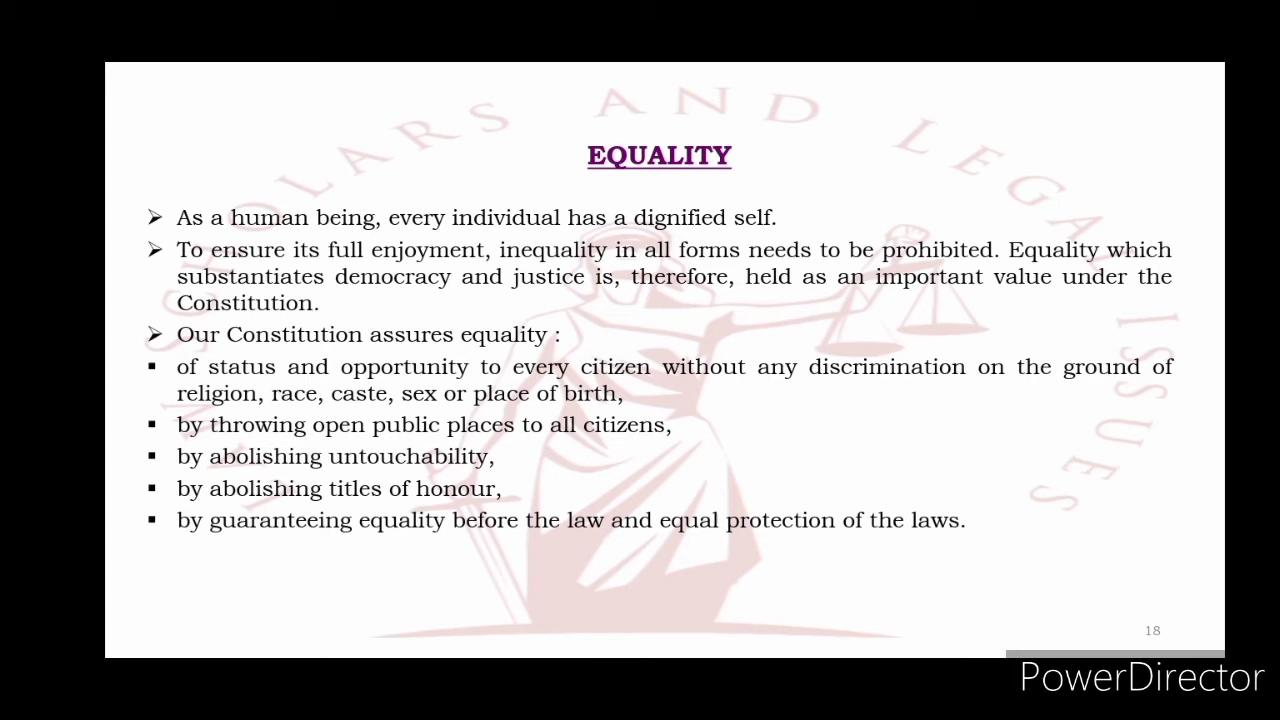 ANSCHOLARS AND LEGAL ISSUES
EQUALITY
➢ As a human being, every individual has a dignified self.
➢ To ensure its full enjoyment, inequality in all forms needs to be prohibited. Equality which
substantiates democracy and justice is, therefore, held as an important value under the
Constitution.
➢ Our Constitution assures equality :
▪ of status and opportunity to every citizen without any discrimination on the ground of
religion, race, caste, sex or place of birth,
▪ by throwing open public places to all citizens,
▪ by abolishing untouchability,
▪ by abolishing titles of honour,
▪ by guaranteeing equality before the law and equal protection of the laws.
18
PowerDirector